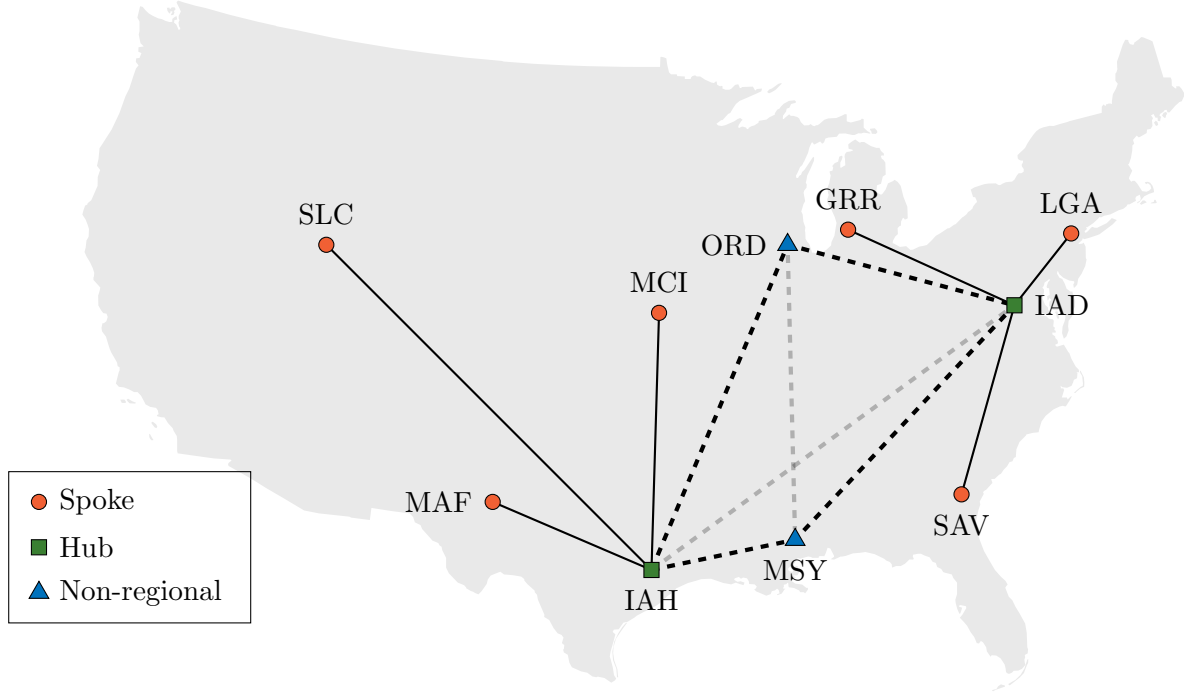 GRR
LGA
SLC
ORD
MCI
IAD
MAF
SAV
MSY
IAH
Spoke
Hub
Non-regional